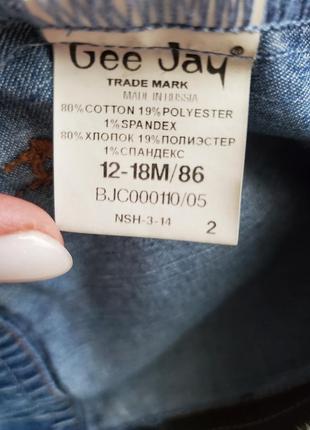 Gee Jay®
TRADE MARK
MADE IN RUSSIA
80%COTTON 19%POLYESTER
1%SPANDEX
80%ХЛОПОК 19%ПОЛИЭСТЕР
1%СПАНДЕКС
12-18M/86
BJC000110/05
NSH-3-14
2